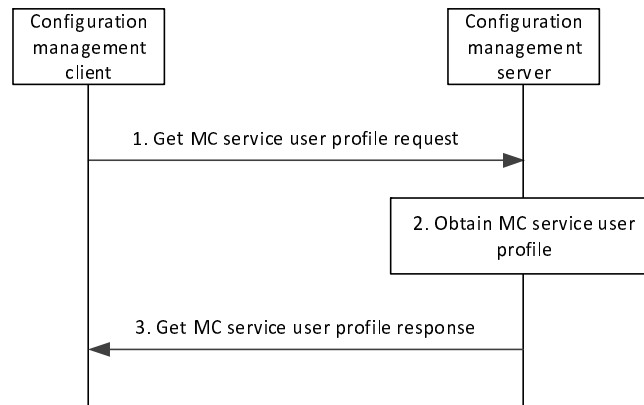 Configuration
management
client
Configuration
management
server
1. Get MC service user profile request
2. Obtain MC service user
profile
3. Get MC service user profile response